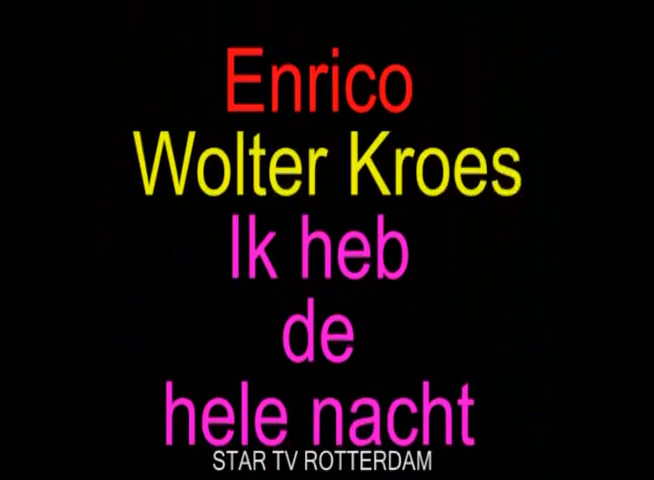 Enrico
Wolter Kroes
Ik heb
de
hele nacht
STAR TV ROTTERDAM